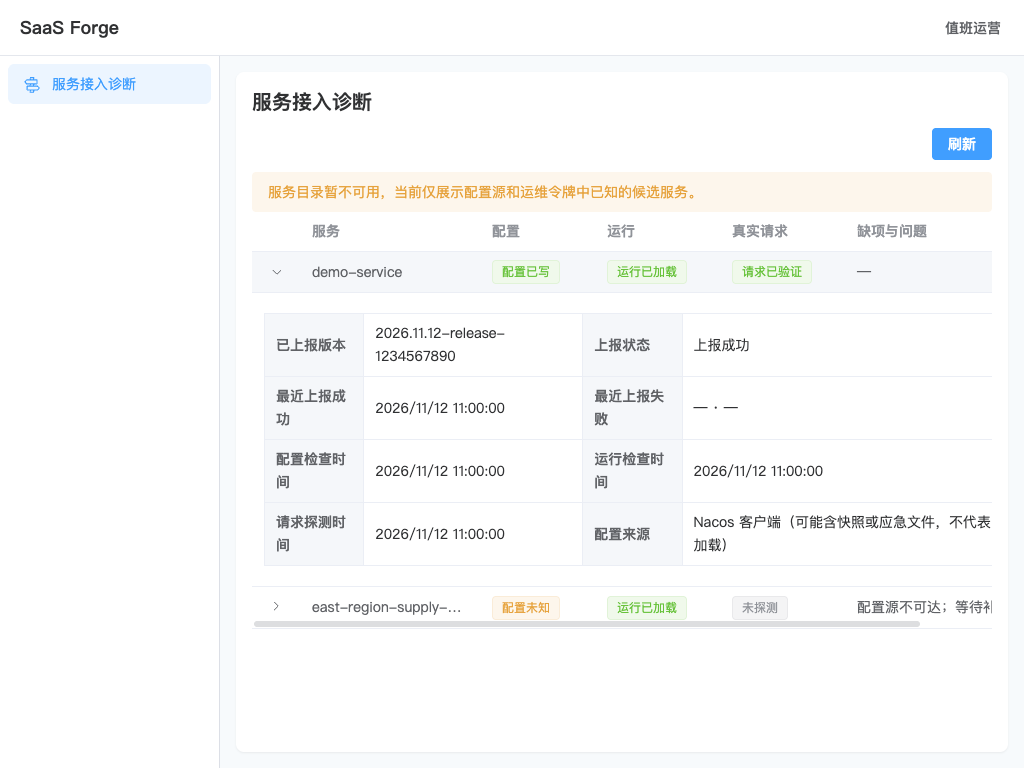 SaaS Forge
值班运营
服务接入诊断
服务接入诊断
刷新
服务目录暂不可用，当前仅展示配置源和运维令牌中已知的候选服务。
服务 配置 运行 真实请求 缺项与问题
demo-service 配置已写 运行已加载 请求已验证 —
已上报版本 2026.11.12-release-
1234567890 上报状态 上报成功
最近上报成
功 2026/11/12 11:00:00 最近上报失
败 — · —
配置检查时
间 2026/11/12 11:00:00 运行检查时
间 2026/11/12 11:00:00
请求探测时
间 2026/11/12 11:00:00 配置来源 Nacos 客户端（可能含快照或应急文件，不代表
加载）
east-region-supply-... 配置未知 运行已加载 未探测 配置源不可达；等待